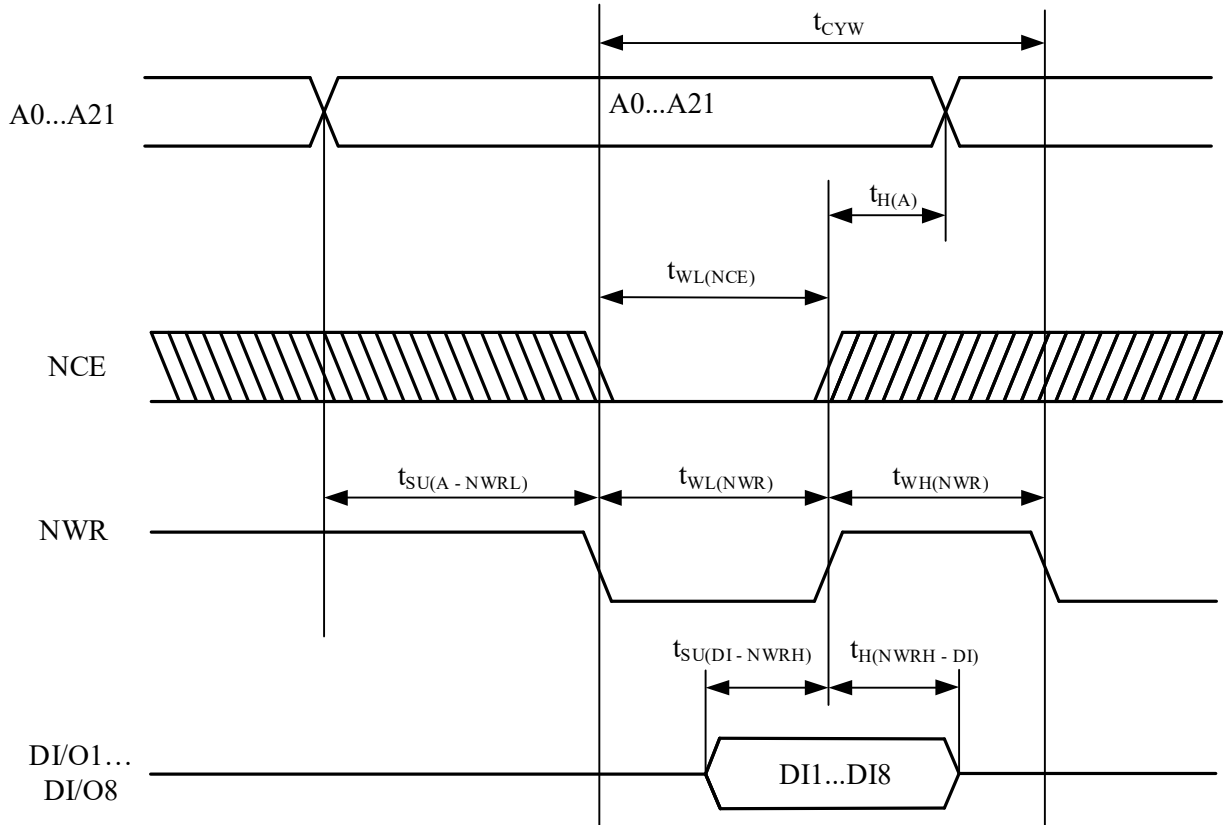 tCYW
A0...A21
A0...A21
tH(A)
tWL(NCE)
NCE
tSU(A - NWRL)
tWL(NWR)
tWH(NWR)
NWR
tSU(DI - NWRH)
tH(NWRH - DI)
DI/O1...
DI/O8
DI1...DI8